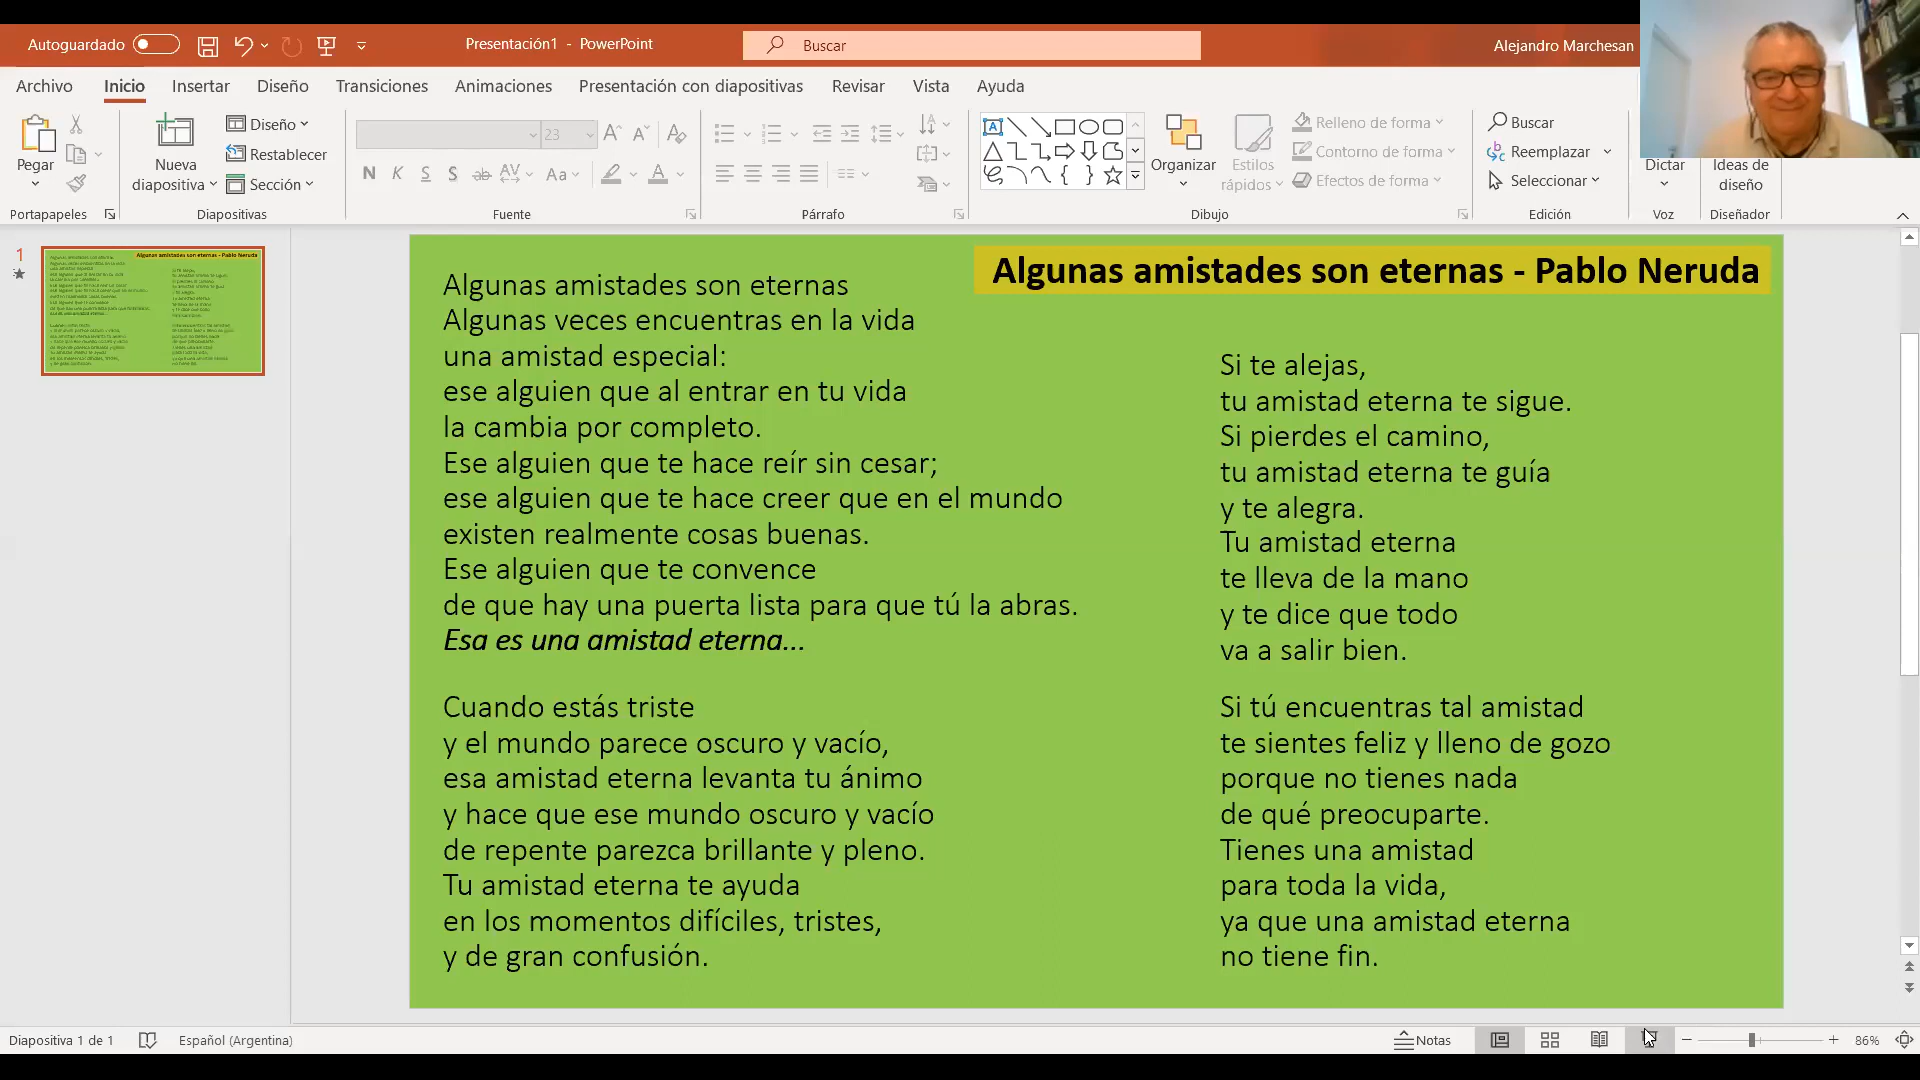 Autoguardado
Presentación1 - PowerPoint
Buscar
Alejandro Marchesan
Archivo Inicio Insertar Diseño Transiciones Animaciones Presentación con diapositivas Revisar Vista Ayuda
Pegar
Portapapeles
Nueva diapositiva
Diseño
Restablecer
Sección
Diapositivas
23
N K S S ab AV Aa A
Fuente
Párrafo
Organizar
Estilos rápidos
Relleno de forma
Contorno de forma
Efectos de forma
Dibujo
Buscar
Reemplazar
Seleccionar
Edición
Dictar
Voz
Ideas de diseño
Diseñador
1
Algunas amistades son eternas - Pablo Neruda
Algunas amistades son eternas
Algunas veces encuentras en la vida
una amistad especial:
ese alguien que al entrar en tu vida
la cambia por completo.
Ese alguien que te hace reír sin cesar;
ese alguien que te hace creer que en el mundo
existen realmente cosas buenas.
Ese alguien que te convence
de que hay una puerta lista para que tú la abras.
Esa es una amistad eterna...
Cuando estás triste
y el mundo parece oscuro y vacío,
esa amistad eterna levanta tu ánimo
y hace que ese mundo oscuro y vacío
de repente parezca brillante y pleno.
Tu amistad eterna te ayuda
en los momentos difíciles, tristes,
y de gran confusión.
Si te alejas,
tu amistad eterna te sigue.
Si pierdes el camino,
tu amistad eterna te guía
y te alegra.
Tu amistad eterna
te lleva de la mano
y te dice que todo
va a salir bien.
Si tú encuentras tal amistad
te sientes feliz y lleno de gozo
porque no tienes nada
de qué preocuparte.
Tienes una amistad
para toda la vida,
ya que una amistad eterna
no tiene fin.
Diapositiva 1 de 1
Español (Argentina)
Notas
86%